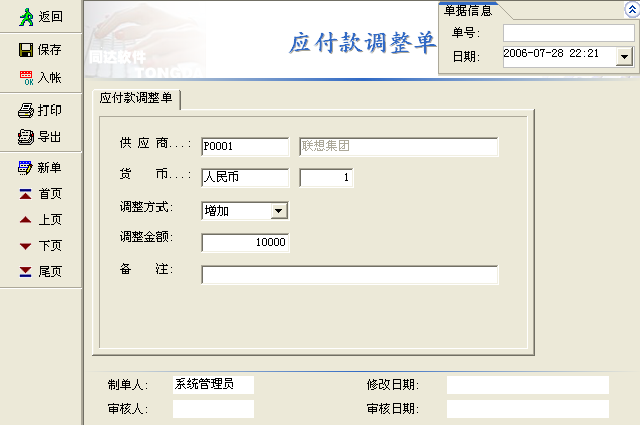 返回
保存
入帐
打印
导出
新单
首页
上页
下页
尾页
同达软件
TONGDA
应付款调整单
单据信息
单号:
日期: 2006-07-28 22:21
应付款调整单
供 应 商...: P0001 联想集团
货 币...: 人民币 1
调整方式: 增加
调整金额: 10000
备 注:
制单人: 系统管理员 修改日期:
审核人: 审核日期: